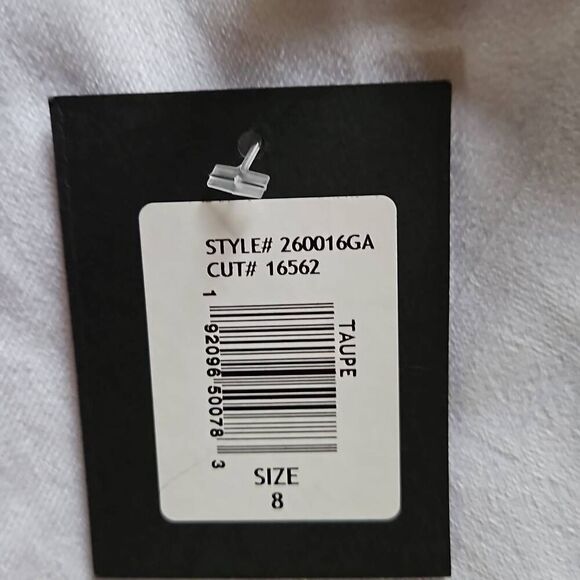 STYLE# 260016GA
CUT# 16562
TAUPE
1 92096 50078 3
SIZE
8